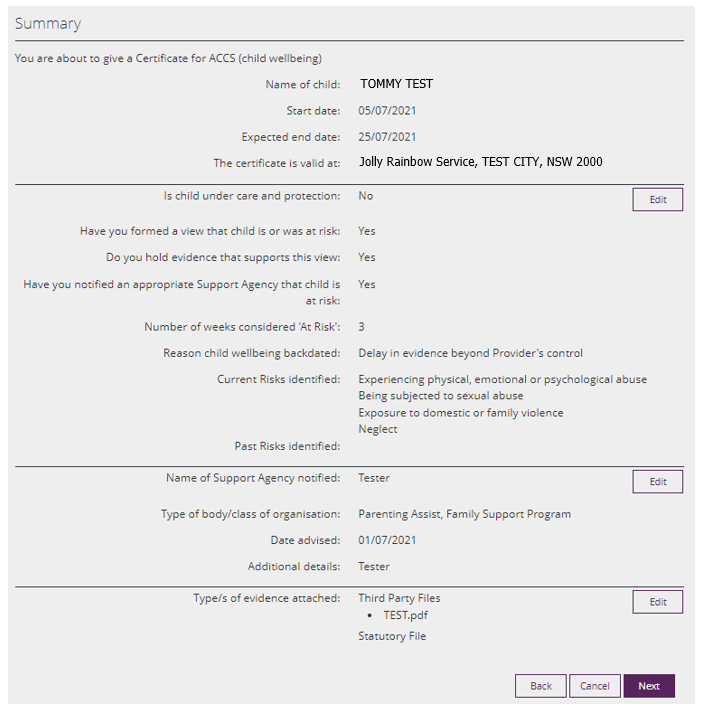 Summary
You are about to give a Certificate for ACCS (child wellbeing)
Name of child: TOMMY TEST
Start date: 05/07/2021
Expected end date: 25/07/2021
The certificate is valid at: Jolly Rainbow Service, TEST CITY, NSW 2000
Is child under care and protection: No Edit
Have you formed a view that child is or was at risk: Yes
Do you hold evidence that supports this view: Yes
Have you notified an appropriate Support Agency that child is Yes
at risk:
Number of weeks considered 'At Risk': 3
Reason child wellbeing backdated: Delay in evidence beyond Provider's control
Current Risks identified: Experiencing physical, emotional or psychological abuse
Being subjected to sexual abuse
Exposure to domestic or family violence
Neglect
Past Risks identified:
Name of Support Agency notified: Tester Edit
Type of body/class of organisation: Parenting Assist, Family Support Program
Date advised: 01/07/2021
Additional details: Tester
Type/s of evidence attached: Third Party Files Edit
• TEST.pdf
Statutory File
Back Cancel Next